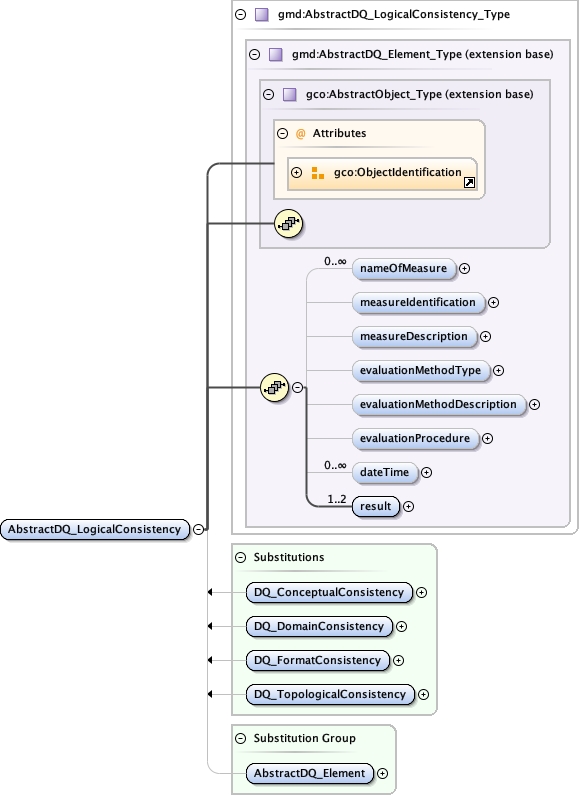 gmd:AbstractDQ_LogicalConsistency_Type
gmd:AbstractDQ_Element_Type (extension base)
gco:AbstractObject_Type (extension base)
@ Attributes
gco:ObjectIdentification
0..∞
nameOfMeasure
measureIdentification
measureDescription
evaluationMethodType
evaluationMethodDescription
evaluationProcedure
0..∞
dateTime
1..2
result
AbstractDQ_LogicalConsistency
Substitutions
DQ_ConceptualConsistency
DQ_DomainConsistency
DQ_FormatConsistency
DQ_TopologicalConsistency
Substitution Group
AbstractDQ_Element